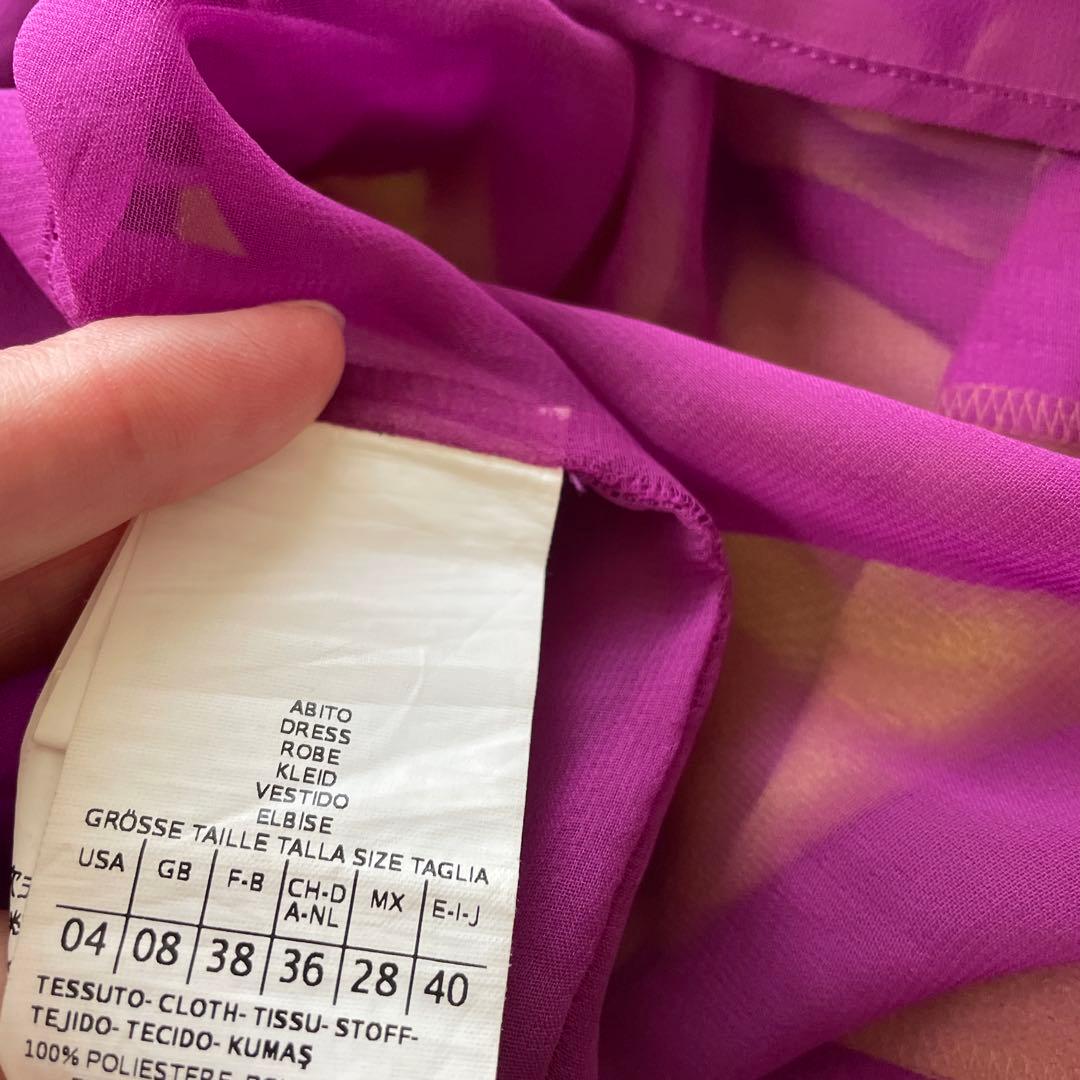 ABITO
DRESS
ROBE
KLEID
VESTIDO
ELBISE
GRÖSSE TAILLE TALLA SIZE TAGLIA
USA GB F-B CH-D A-NL MX E-I-J
04 08 38 36 28 40
TESSUTO- CLOTH- TISSU- STOFF-
TEJIDO- TECIDO- KUMAŞ
100% POLIESTERE